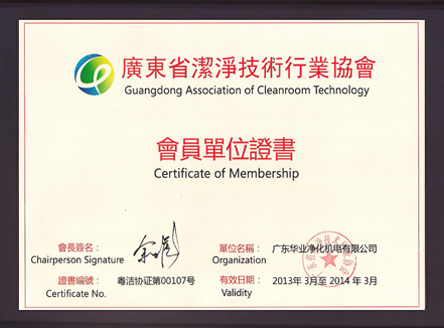 廣東省潔淨技術行業協會
Guangdong Association of Cleanroom Technology
會員單位證書
Certificate of Membership
會長簽名：
Chairperson Signature
單位名稱：
Organization
广东华业净化机电有限公司
證書編號：
Certificate No.
粤洁协证第00107号
有效日期：
Validity
2013年 3月至 2014 年 3月